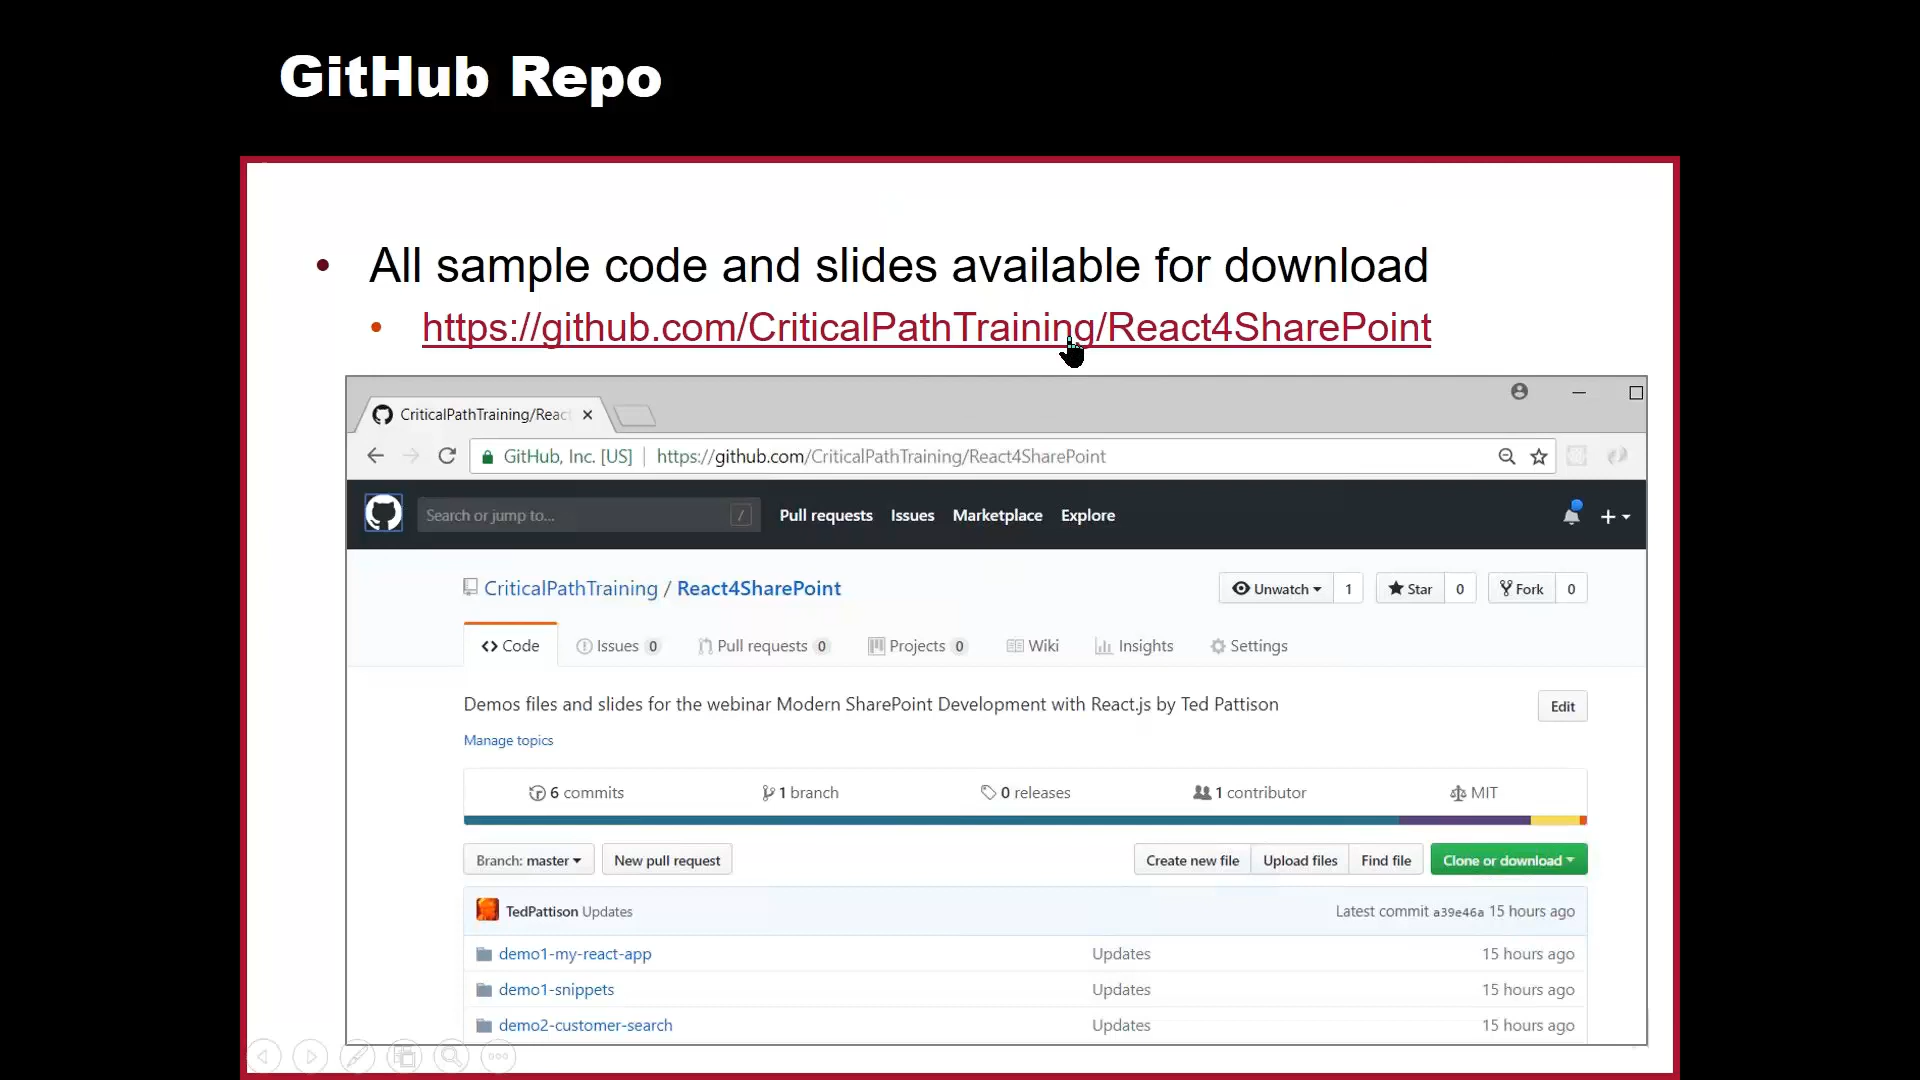 GitHub Repo
• All sample code and slides available for download
• https://github.com/CriticalPathTraining/React4SharePoint
CriticalPathTraining/React
GitHub, Inc. [US] | https://github.com/CriticalPathTraining/React4SharePoint
Search or jump to... / Pull requests Issues Marketplace Explore
CriticalPathTraining / React4SharePoint Unwatch 1 Star 0 Fork 0
Code Issues 0 Pull requests 0 Projects 0 Wiki Insights Settings
Demos files and slides for the webinar Modern SharePoint Development with React.js by Ted Pattison Edit
Manage topics
6 commits 1 branch 0 releases 1 contributor MIT
Branch: master New pull request Create new file Upload files Find file Clone or download
TedPattison Updates Latest commit a39e46a 15 hours ago
demo1-my-react-app Updates 15 hours ago
demo1-snippets Updates 15 hours ago
demo2-customer-search Updates 15 hours ago